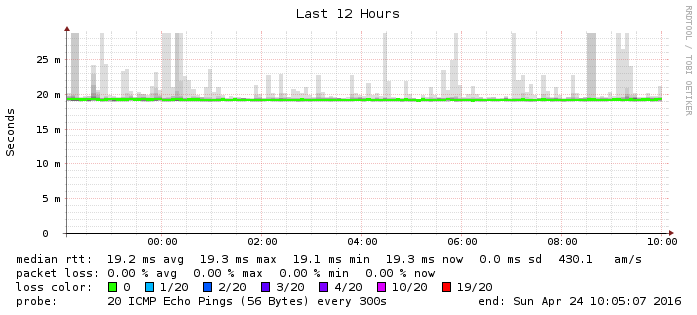 Last 12 Hours
RRDTOOL / TOBI OETIKER
Seconds
25 m
20 m
15 m
10 m
5 m
0
00:00 02:00 04:00 06:00 08:00 10:00
median rtt: 19.2 ms avg 19.3 ms max 19.1 ms min 19.3 ms now 0.0 ms sd 430.1 am/s
packet loss: 0.00 % avg 0.00 % max 0.00 % min 0.00 % now
loss color: 0 1/20 2/20 3/20 4/20 10/20 19/20
probe: 20 ICMP Echo Pings (56 Bytes) every 300s end: Sun Apr 24 10:05:07 2016